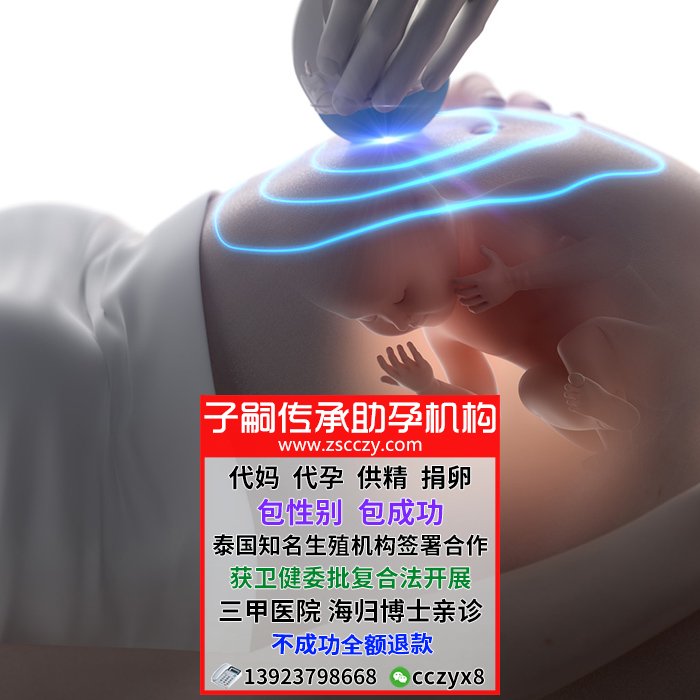 子嗣传承助孕机构
www.zsccczy.com
代妈 代孕 供精 捐卵
包性别 包成功
泰国知名生殖机构签署合作
获卫健委批复合法开展
三甲医院 海归博士亲诊
不成功全额退款
13923798668 cczyx8